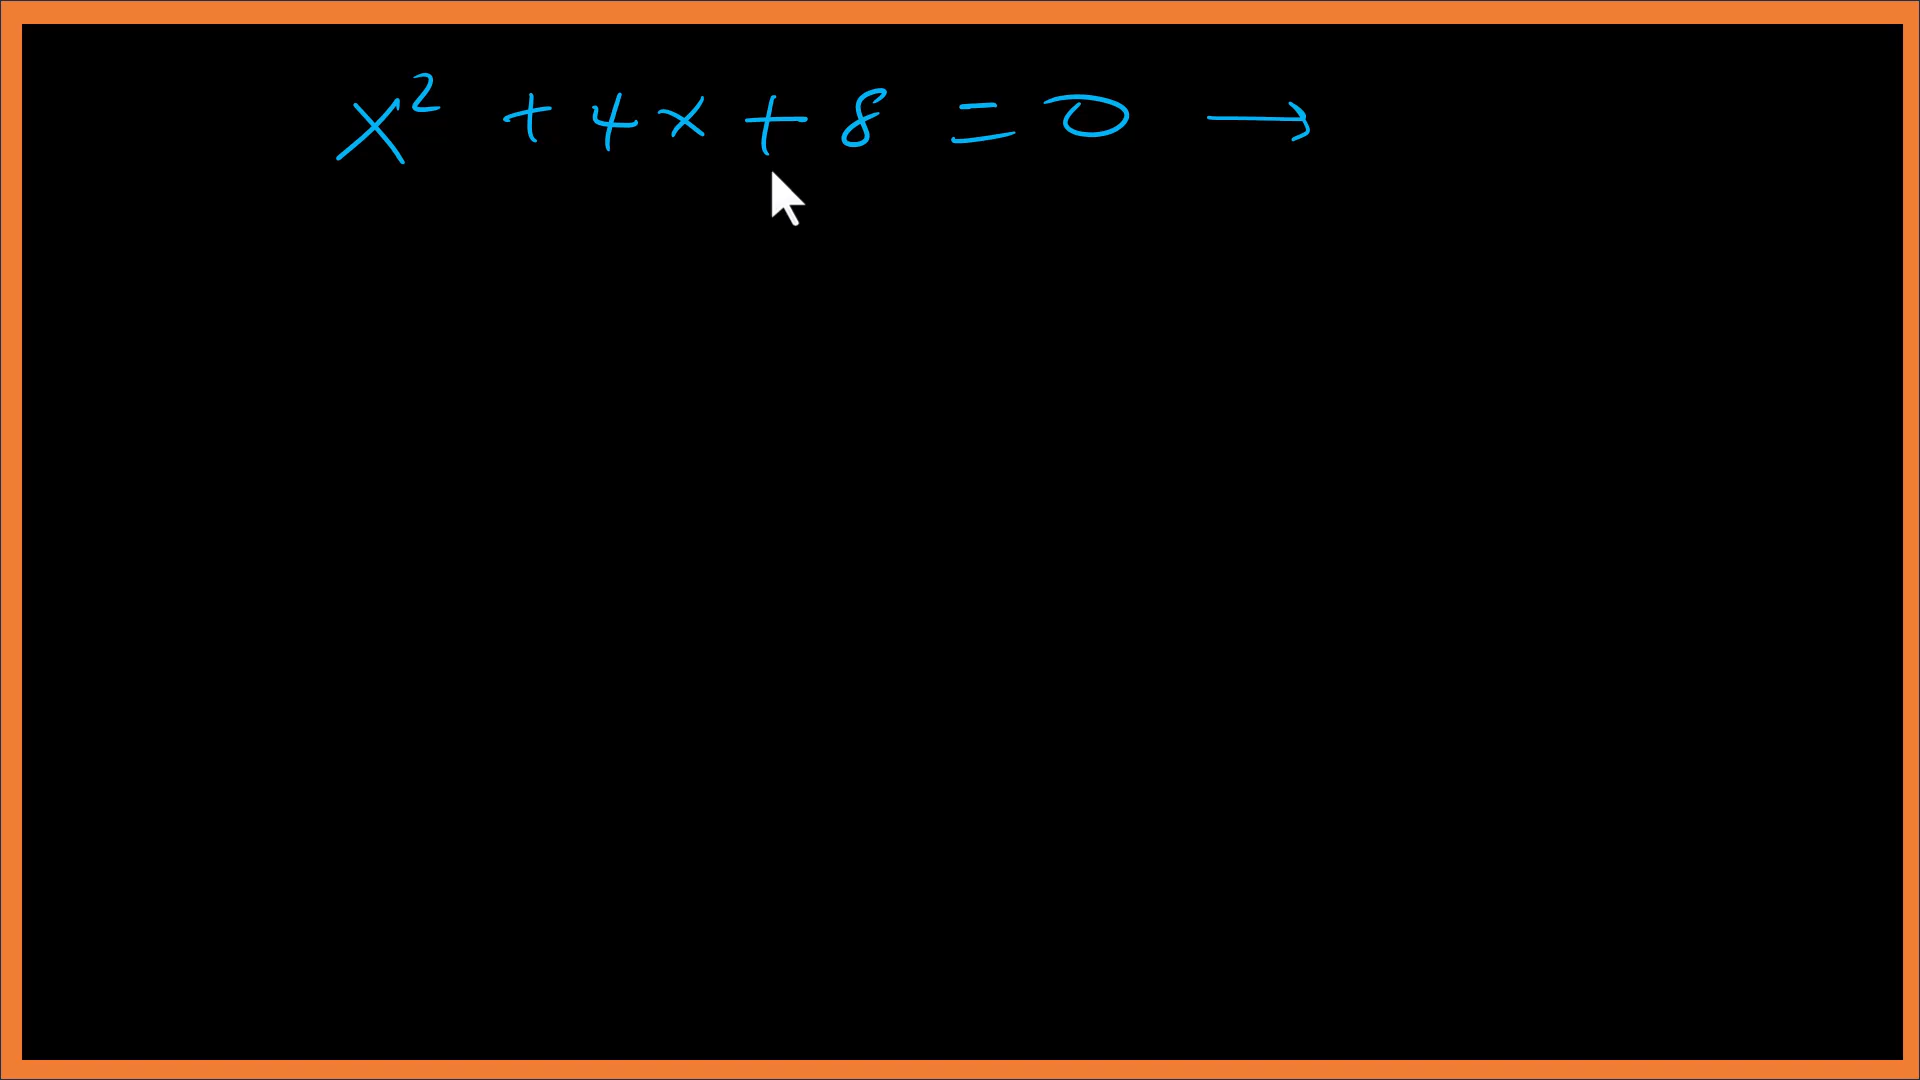 x² + 4x + 8 = 0 →